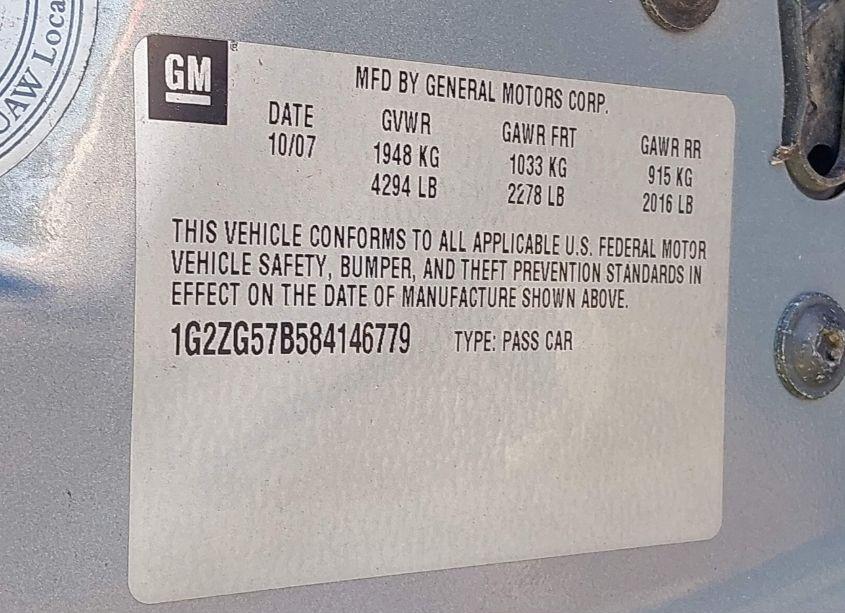 UAW Loca
GM
MFD BY GENERAL MOTORS CORP.
DATE GVWR GAWR FRT GAWR RR
10/07 1948 KG 1033 KG 915 KG
4294 LB 2278 LB 2016 LB
THIS VEHICLE CONFORMS TO ALL APPLICABLE U.S. FEDERAL MOTOR
VEHICLE SAFETY, BUMPER, AND THEFT PREVENTION STANDARDS IN
EFFECT ON THE DATE OF MANUFACTURE SHOWN ABOVE.
1G2ZG57B584146779 TYPE: PASS CAR